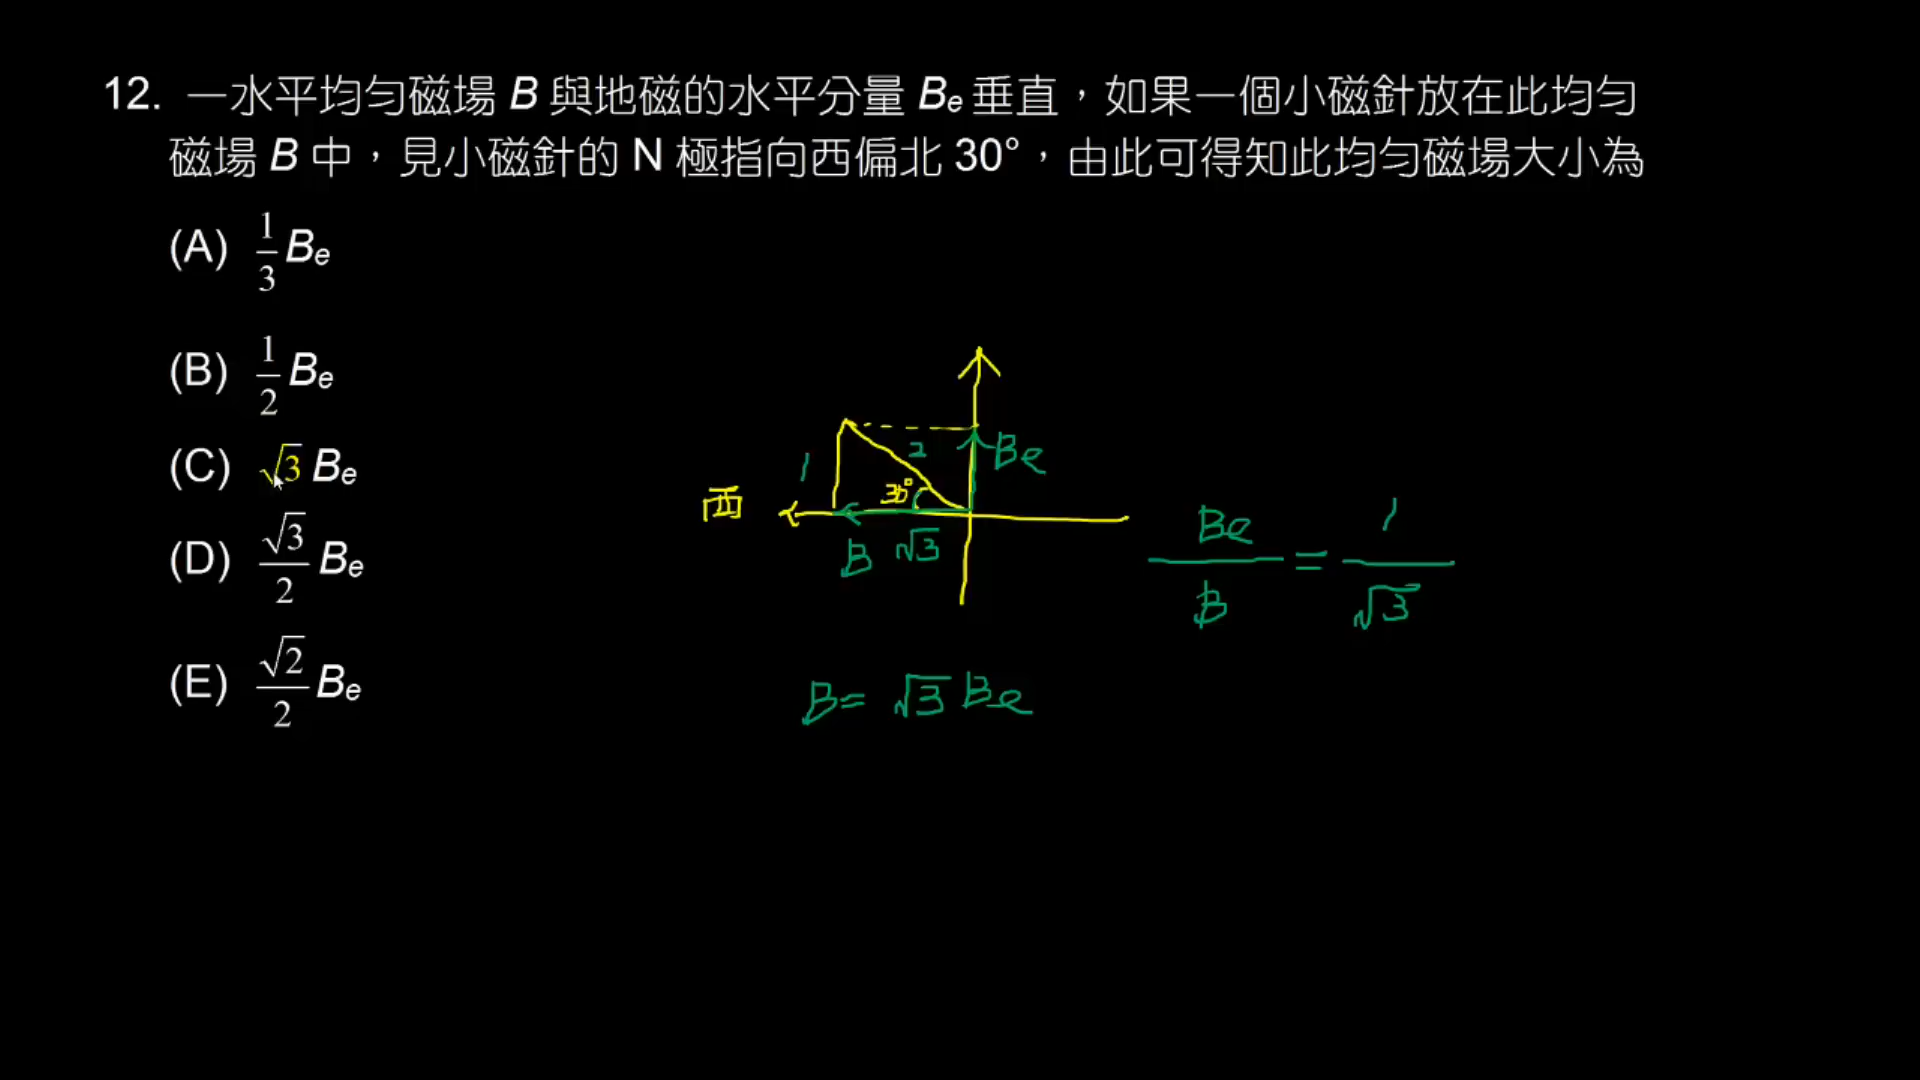 12. 一水平均勻磁場 B 與地磁的水平分量 Be 垂直，如果一個小磁針放在此均勻
磁場 B 中，見小磁針的 N 極指向西偏北 30°，由此可得知此均勻磁場大小為
(A) 1/3 Be
(B) 1/2 Be
(C) √3 Be
(D) √3/2 Be
(E) √2/2 Be
西
1
2
30°
Be
B √3
Be/B = 1/√3
B= √3 Be